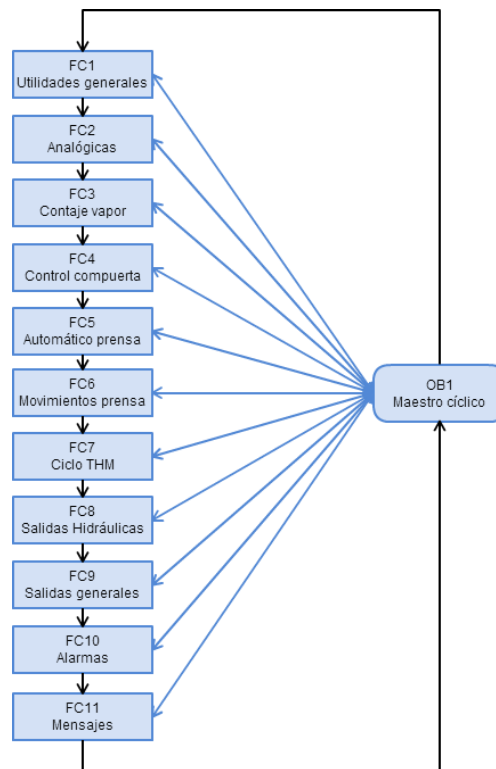 FC1
Utilidades generales
FC2
Analógicas
FC3
Contaje vapor
FC4
Control compuerta
FC5
Automático prensa
FC6
Movimientos prensa
FC7
Ciclo THM
FC8
Salidas Hidráulicas
FC9
Salidas generales
FC10
Alarmas
FC11
Mensajes
OB1
Maestro cíclico